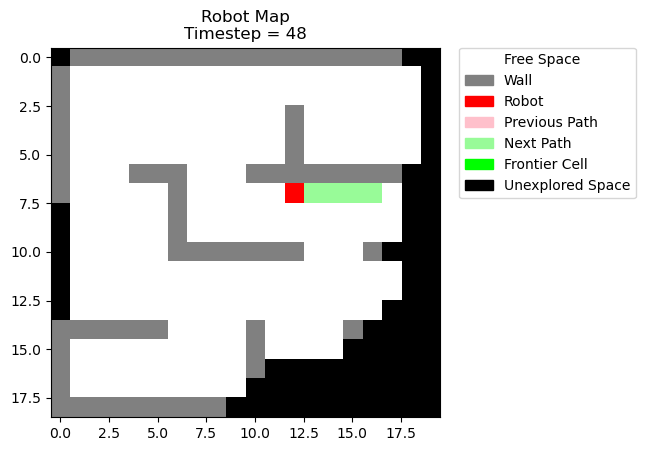 Robot Map
Timestep = 48
0.0
2.5
5.0
7.5
10.0
12.5
15.0
17.5
0.0 2.5 5.0 7.5 10.0 12.5 15.0 17.5
Free Space
Wall
Robot
Previous Path
Next Path
Frontier Cell
Unexplored Space